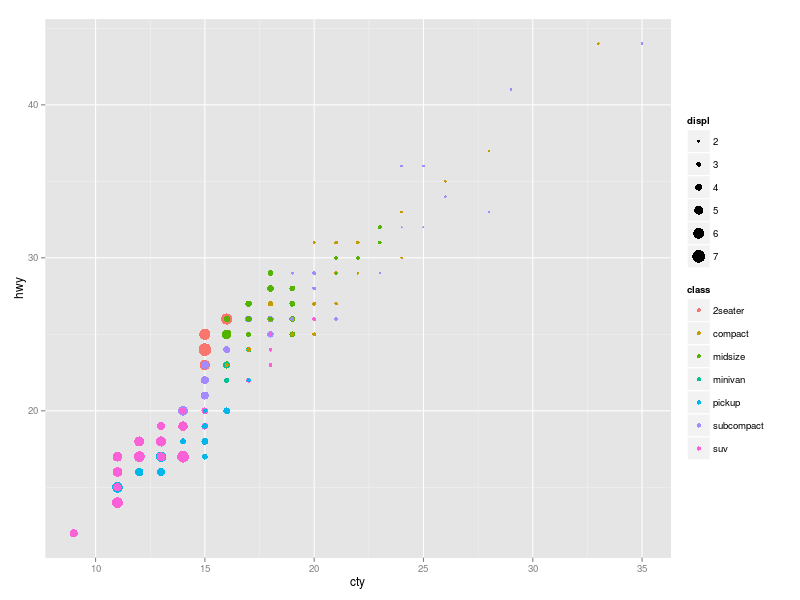 hwy
40
30
20
10
15
20
25
30
35
cty
displ
2
3
4
5
6
7
class
2seater
compact
midsize
minivan
pickup
subcompact
suv